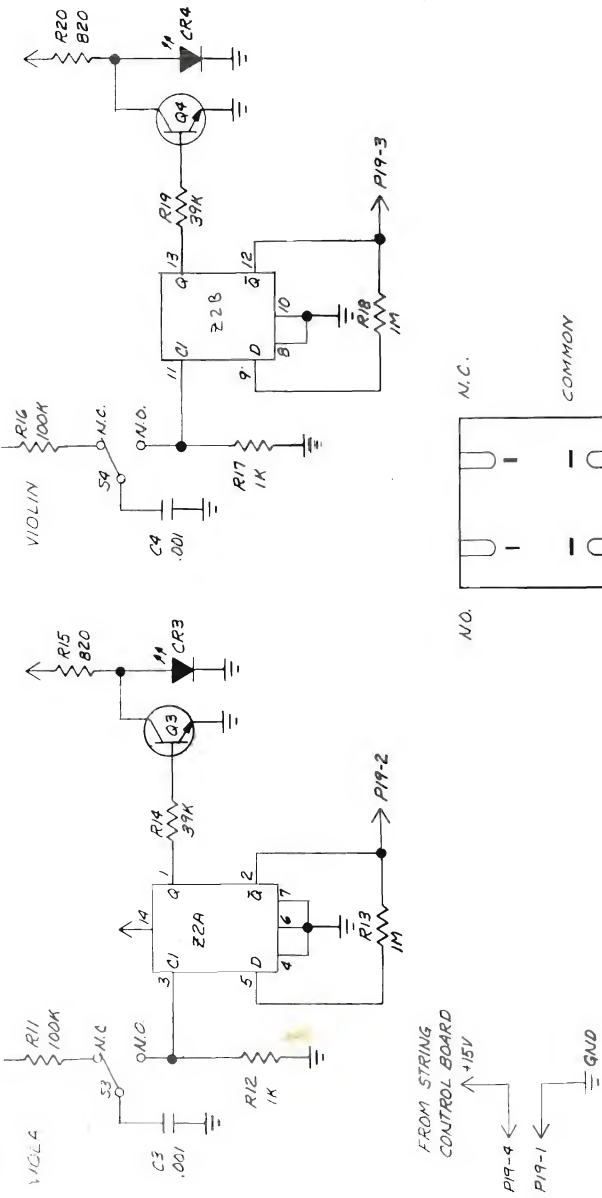 VIOLA
R11
100K
N.C
S3
N.O.
C3
.001
R12
1K
3
C1
14
Q
1
Z2A
5
D
4
6
7
Q̄
2
R13
1M
P19-2
R14
39K
Q3
R15
820
CR3
VIOLIN
R16
100K
N.C.
S4
N.O.
C4
.001
R17
1K
11
C1
Q
13
Z2B
9
D
8
10
Q̄
12
R18
1M
P19-3
R19
39K
Q4
R20
820
CR4
FROM STRING
CONTROL BOARD
+15V
P19-4
P19-1
GND
NO.
N.C.
COMMON